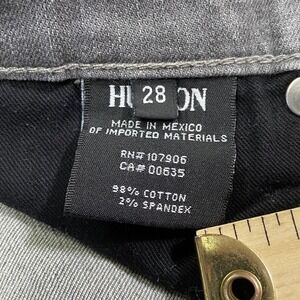 HU ON
28
MADE IN MEXICO
OF IMPORTED MATERIALS
RN# 107906
CA# 00635
98% COTTON
2% SPANDEX